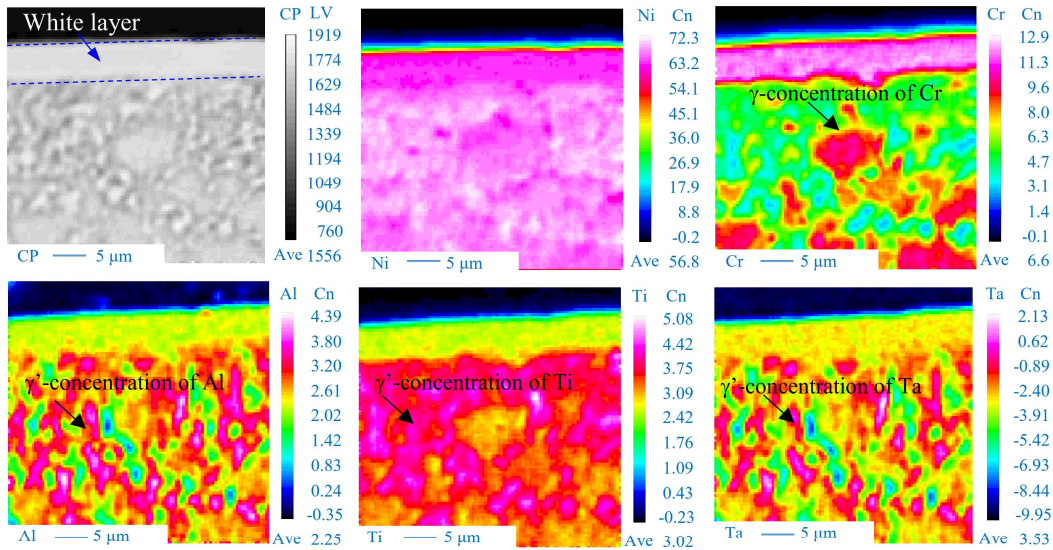 White layer
CP LV
1919
1774
1629
1484
1339
1194
1049
904
760
Ave 1556
CP 5 μm
Ni Cn
72.3
63.2
54.1
45.1
36.0
26.9
17.9
8.8
-0.2
Ave 56.8
Ni 5 μm
γ-concentration of Cr
Cr Cn
12.9
11.3
9.6
8.0
6.4
4.7
3.1
1.5
-0.1
Ave 6.6
Cr 5 μm
γ’-concentration of Al
Al Cn
4.39
3.80
3.20
2.61
2.02
1.43
0.83
0.24
-0.35
Ave 2.25
Al 5 μm
γ’-concentration of Ti
Ti Cn
5.08
4.42
3.75
3.09
2.42
1.76
1.09
0.43
-0.23
Ave 3.02
Ti 5 μm
γ’-concentration of Ta
Ta Cn
2.13
0.62
-0.89
-2.40
-3.91
-5.42
-6.93
-8.44
-9.95
Ave 3.53
Ta 5 μm